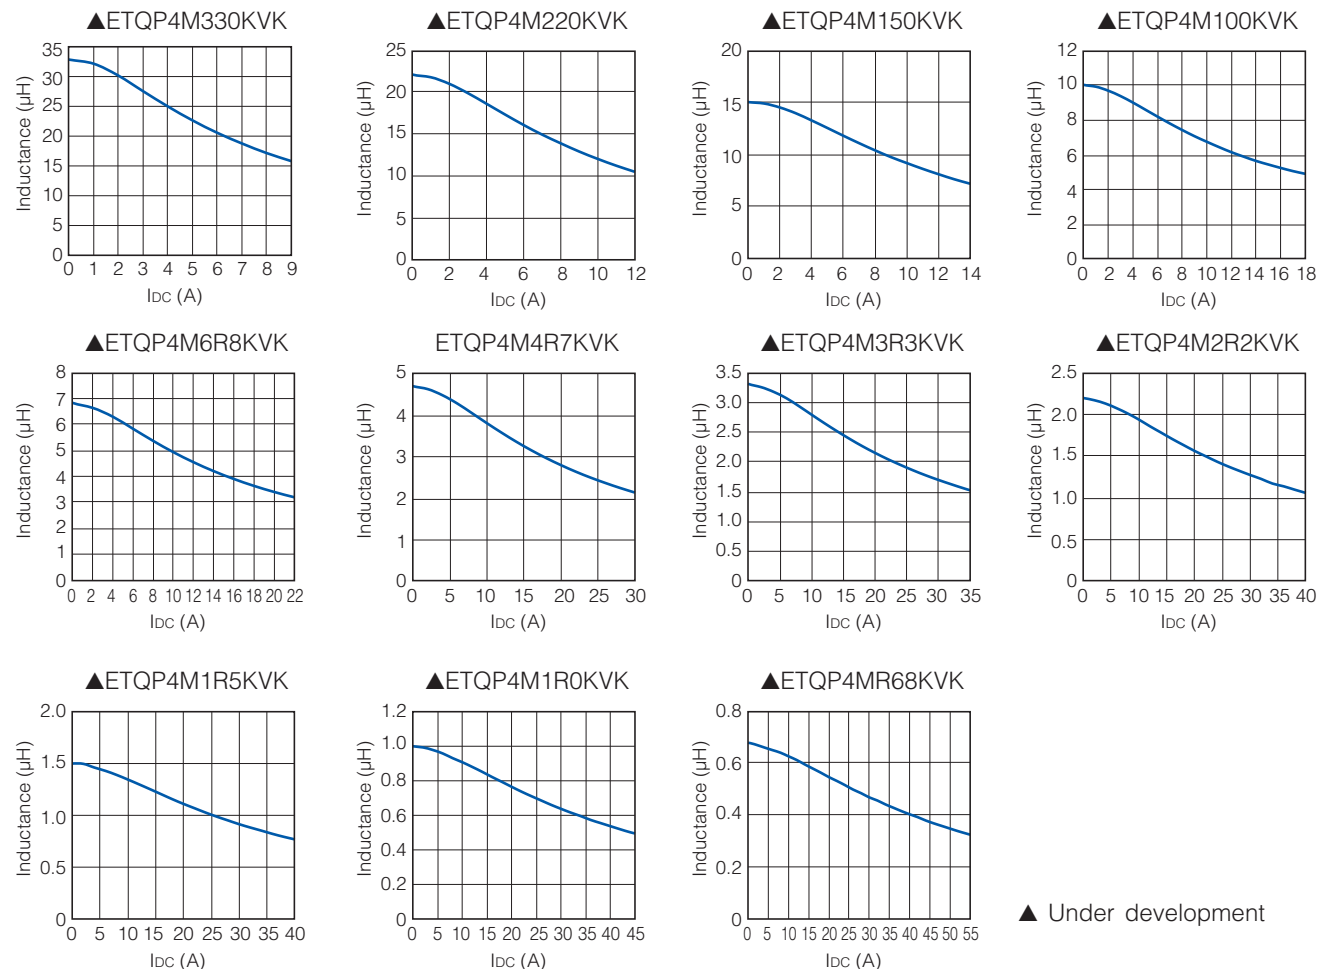 ▲ETQP4M330KVK
35
30
25
20
15
10
5
0
Inductance (µH)
0 1 2 3 4 5 6 7 8 9
IDC (A)
▲ETQP4M220KVK
25
20
15
10
5
0
Inductance (µH)
0 2 4 6 8 10 12
IDC (A)
▲ETQP4M150KVK
20
15
10
5
0
Inductance (µH)
0 2 4 6 8 10 12 14
IDC (A)
▲ETQP4M100KVK
12
10
8
6
4
2
0
Inductance (µH)
0 2 4 6 8 10 12 14 16 18
IDC (A)
▲ETQP4M6R8KVK
8
7
6
5
4
3
2
1
0
Inductance (µH)
0 2 4 6 8 10 12 14 16 18 20 22
IDC (A)
ETQP4M4R7KVK
5
4
3
2
1
0
Inductance (µH)
0 5 10 15 20 25 30
IDC (A)
▲ETQP4M3R3KVK
3.5
3.0
2.5
2.0
1.5
1.0
0.5
0
Inductance (µH)
0 5 10 15 20 25 30 35
IDC (A)
▲ETQP4M2R2KVK
2.5
2.0
1.5
1.0
0.5
0
Inductance (µH)
0 5 10 15 20 25 30 35 40
IDC (A)
▲ETQP4M1R5KVK
2.0
1.5
1.0
0.5
0
Inductance (µH)
0 5 10 15 20 25 30 35 40
IDC (A)
▲ETQP4M1R0KVK
1.2
1.0
0.8
0.6
0.4
0.2
0
Inductance (µH)
0 5 10 15 20 25 30 35 40 45
IDC (A)
▲ETQP4MR68KVK
0.8
0.6
0.4
0.2
0
Inductance (µH)
0 5 10 15 20 25 30 35 40 45 50 55
IDC (A)
▲ Under development